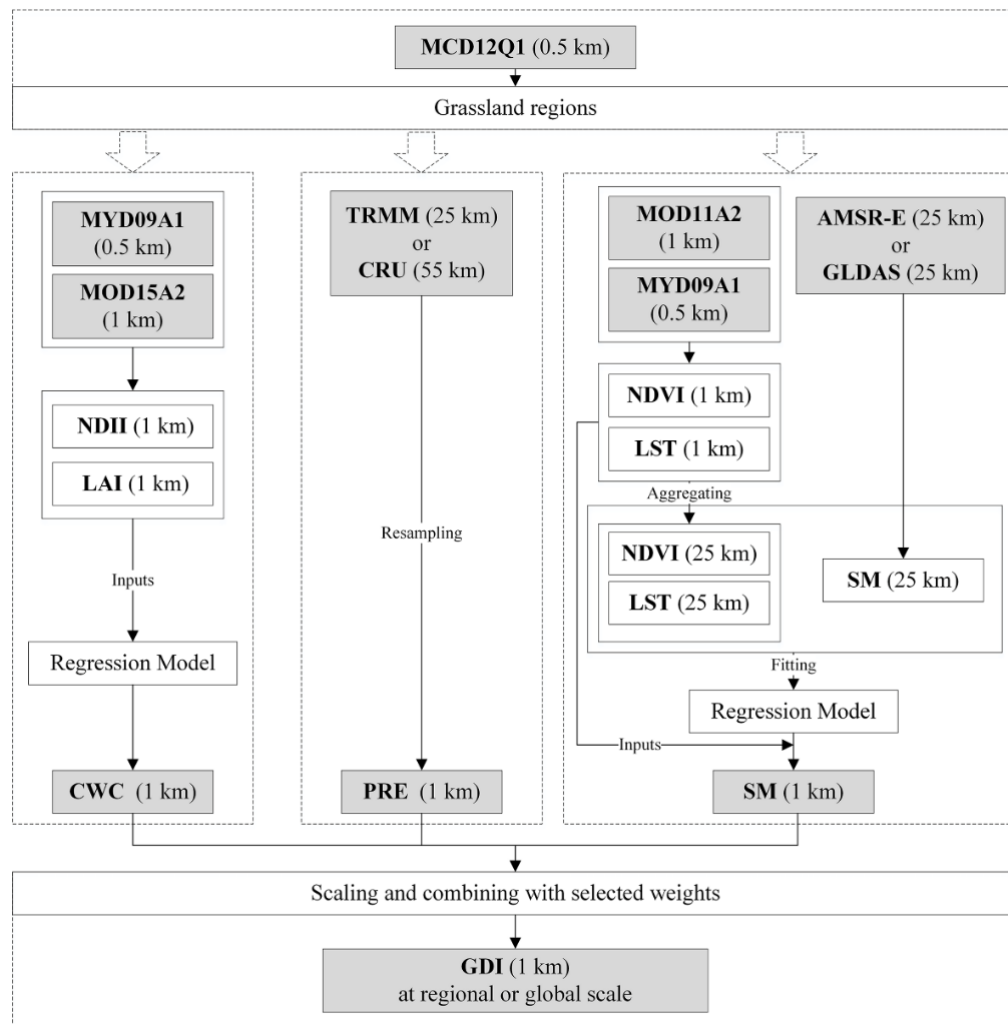 MCD12Q1 (0.5 km)
Grassland regions
MYD09A1
(0.5 km)
MOD15A2
(1 km)
NDII (1 km)
LAI (1 km)
Inputs
Regression Model
CWC (1 km)
TRMM (25 km)
or
CRU (55 km)
Resampling
PRE (1 km)
MOD11A2
(1 km)
MYD09A1
(0.5 km)
AMSR-E (25 km)
or
GLDAS (25 km)
NDVI (1 km)
LST (1 km)
Aggregating
NDVI (25 km)
LST (25 km)
SM (25 km)
Fitting
Regression Model
Inputs
SM (1 km)
Scaling and combining with selected weights
GDI (1 km)
at regional or global scale